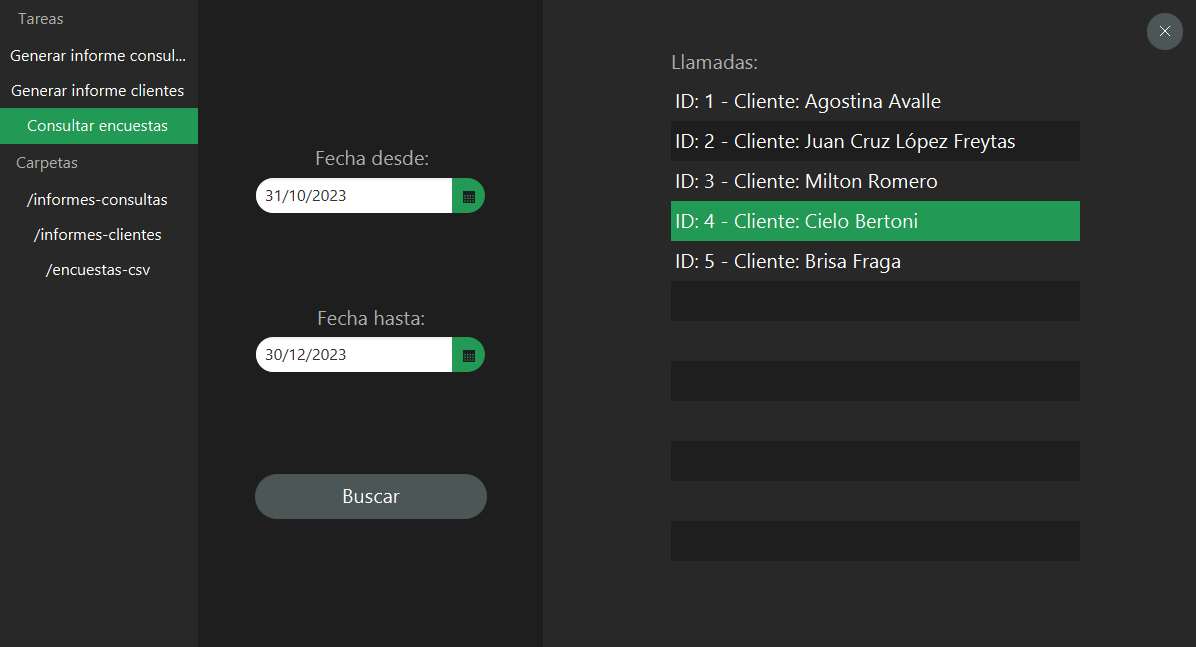 Tareas
Generar informe consul...
Generar informe clientes
Consultar encuestas
Carpetas
/informes-consultas
/informes-clientes
/encuestas-csv
Fecha desde:
31/10/2023
Fecha hasta:
30/12/2023
Buscar
Llamadas:
ID: 1 - Cliente: Agostina Avalle
ID: 2 - Cliente: Juan Cruz López Freytas
ID: 3 - Cliente: Milton Romero
ID: 4 - Cliente: Cielo Bertoni
ID: 5 - Cliente: Brisa Fraga